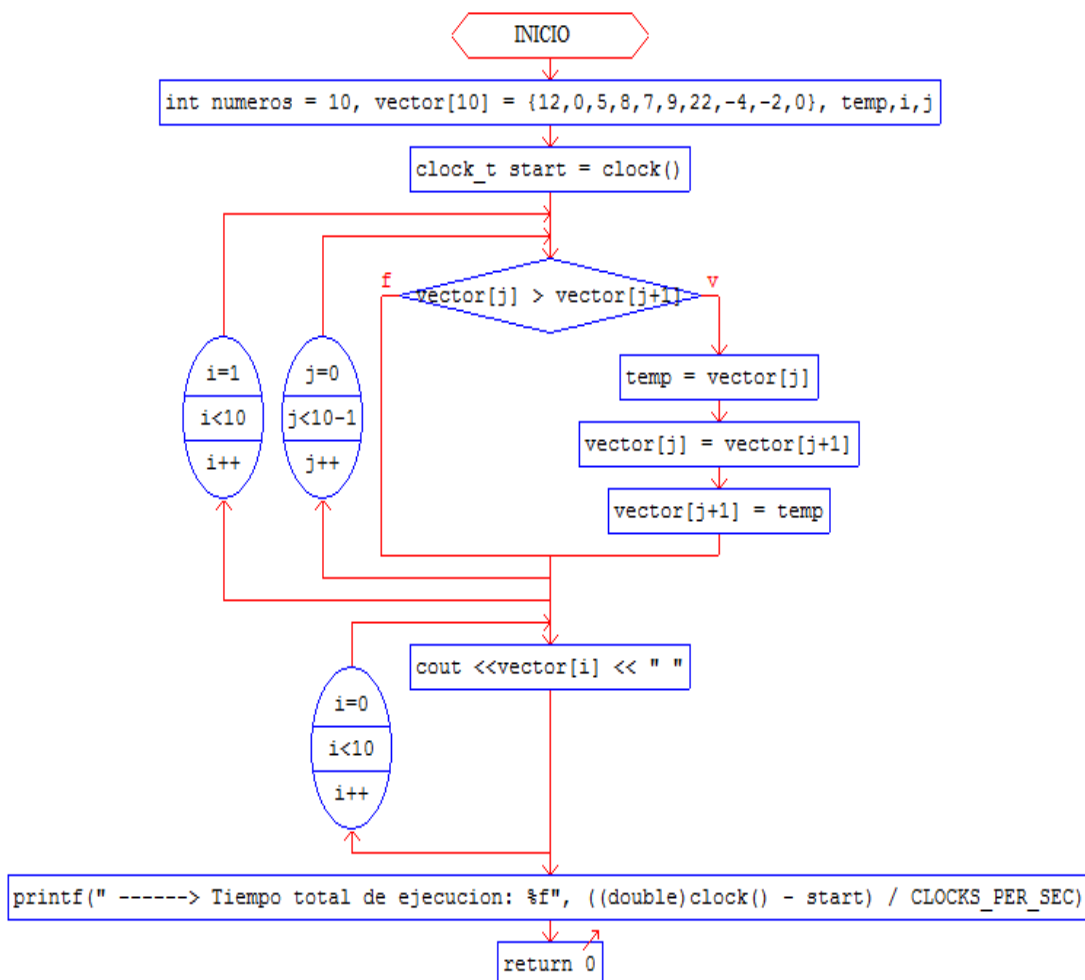 INICIO
int numeros = 10, vector[10] = {12,0,5,8,7,9,22,-4,-2,0}, temp,i,j
clock_t start = clock()
f
v
vector[j] > vector[j+1]
i=1
i<10
i++
j=0
j<10-1
j++
temp = vector[j]
vector[j] = vector[j+1]
vector[j+1] = temp
cout <<vector[i] << " "
i=0
i<10
i++
printf(" ------> Tiempo total de ejecucion: %f", ((double)clock() - start) / CLOCKS_PER_SEC)
return 0